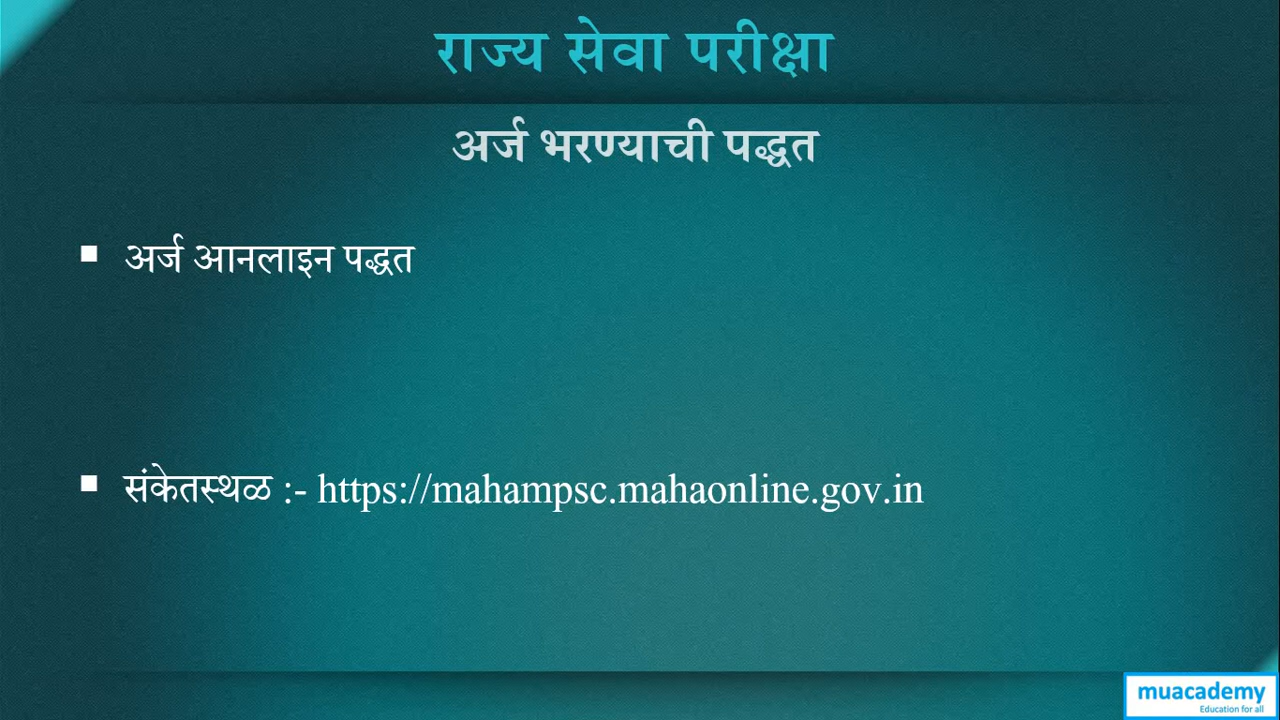 राज्य सेवा परीक्षा
अर्ज भरण्याची पद्धत
▪ अर्ज आनलाइन पद्धत
▪ संकेतस्थळ :- https://mahampsc.mahaonline.gov.in
muacademy
Education for all